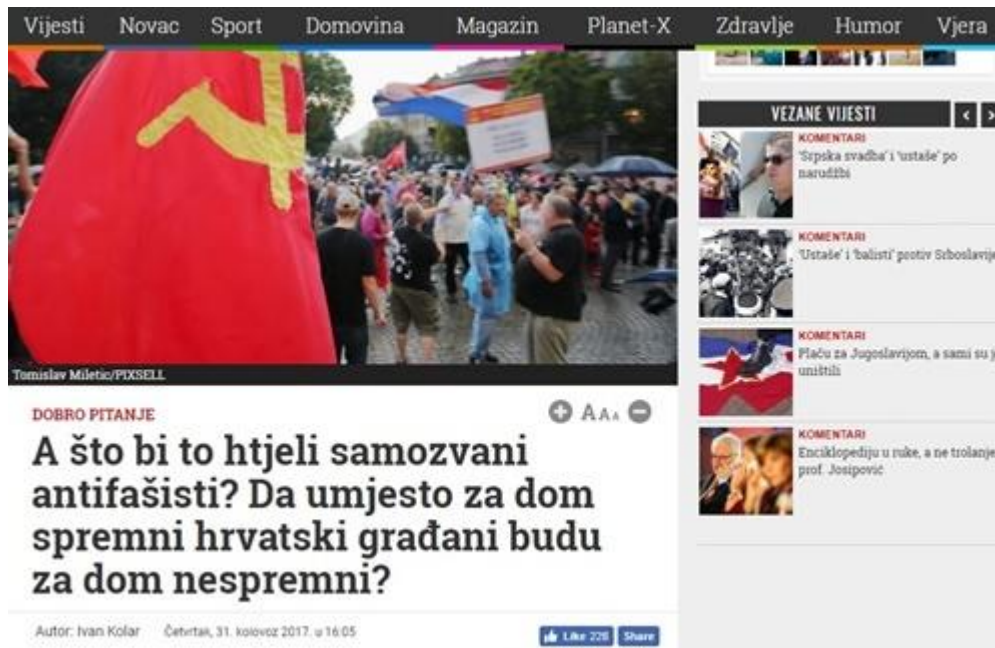 Vijesti Novac Sport Domovina Magazin Planet-X Zdravlje Humor Vjera
Tomislav Miletic/PIXSELL
DOBRO PITANJE
A A A
A što bi to htjeli samozvani
antifašisti? Da umjesto za dom
spremni hrvatski građani budu
za dom nespremni?
Autor: Ivan Kolar Četvrtak, 31. kolovoz 2017. u 16:05
Like 228 Share
VEZANE VIJESTI
KOMENTARI
'Srpska svadba' i 'ustaše' po
narudžbi
KOMENTARI
'Ustaše' i 'balisti' protiv Srboslavije
KOMENTARI
Plaču za Jugoslavijom, a sami su j
uništili
KOMENTARI
Enciklopediju u ruke, a ne trolanje
prof. Josipović